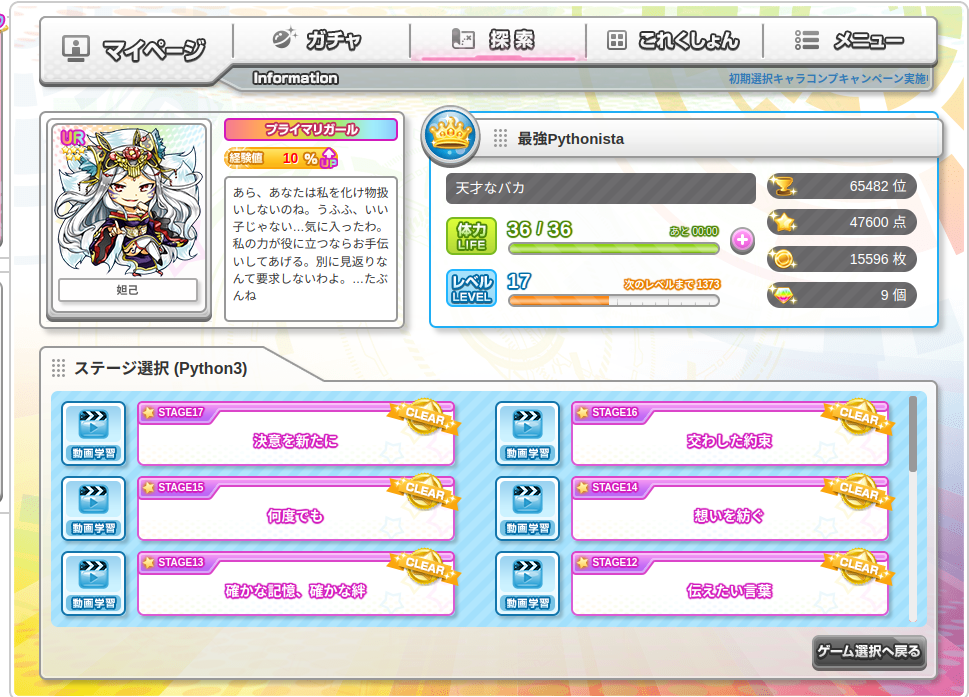 マイページ
ガチャ
探索
これくしょん
メニュー
Information
初期選択キャラコンプキャンペーン実施!
UR
プライマリガール
経験値 10 % UP
あら、あなたは私を化け物扱
いしないのね。うふふ、いい
子じゃない…気に入ったわ。
私の力が役に立つならお手伝
いしてあげる。別に見返りな
んて要求しないわよ。…たぶ
んね
妲己
最強Pythonista
天才なバカ
体力
LIFE
36 / 36
あと 00:00
レベル
LEVEL
17
次のレベルまで 1373
65482 位
47600 点
15596 枚
9 個
ステージ選択 (Python3)
動画学習
STAGE17
CLEAR
決意を新たに
動画学習
STAGE16
CLEAR
交わした約束
動画学習
STAGE15
CLEAR
何度でも
動画学習
STAGE14
CLEAR
想いを紡ぐ
動画学習
STAGE13
CLEAR
確かな記憶、確かな絆
動画学習
STAGE12
CLEAR
伝えたい言葉
ゲーム選択へ戻る